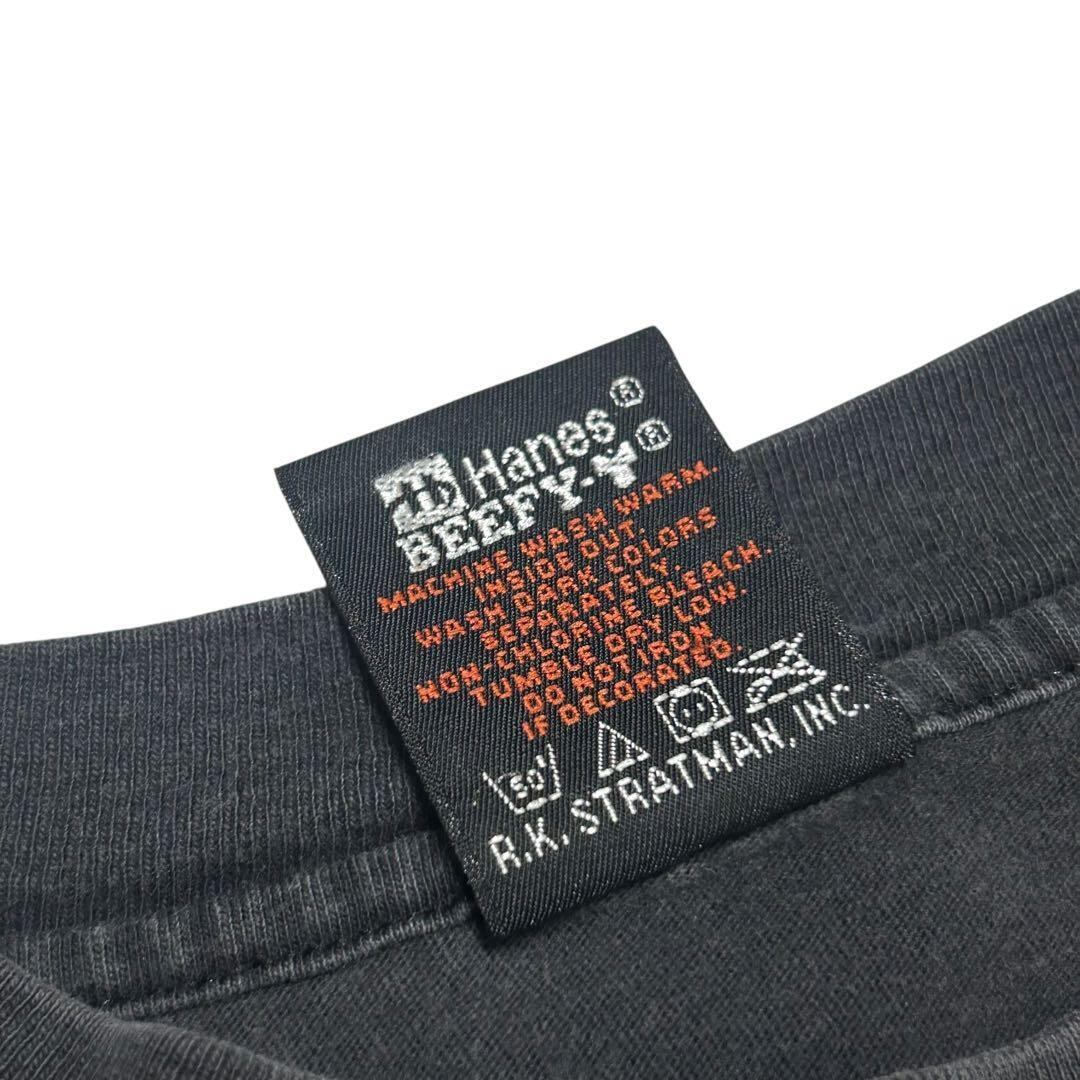 Hanes®
BEEFY-T®
MACHINE WASH WARM.
INSIDE OUT.
WASH DARK COLORS
SEPARATELY.
NON-CHLORINE BLEACH.
TUMBLE DRY LOW.
DO NOT IRON
IF DECORATED.
50
R.K. STRATMAN, INC.